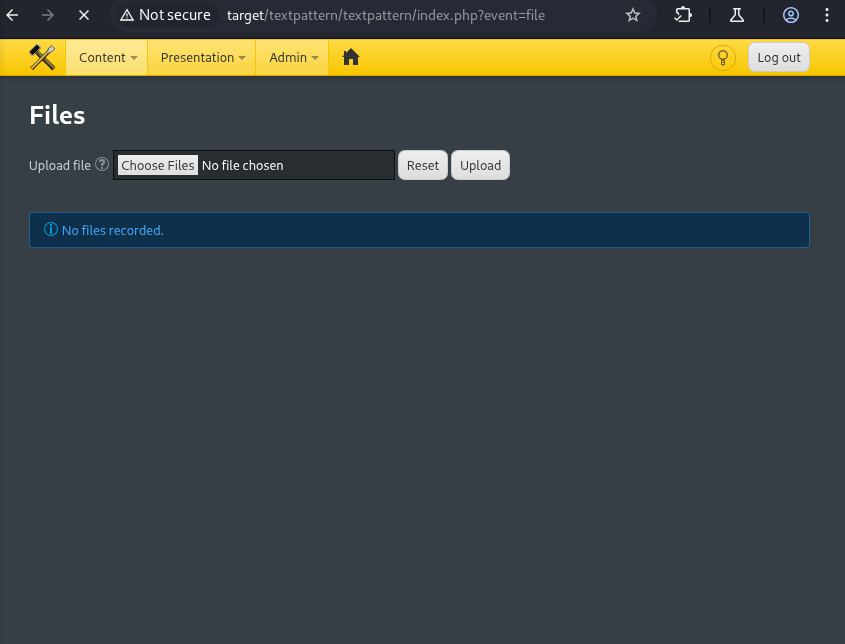 Not secure target/textpattern/textpattern/index.php?event=file
Content Presentation Admin Log out
Files
Upload file ? Choose Files No file chosen Reset Upload
No files recorded.